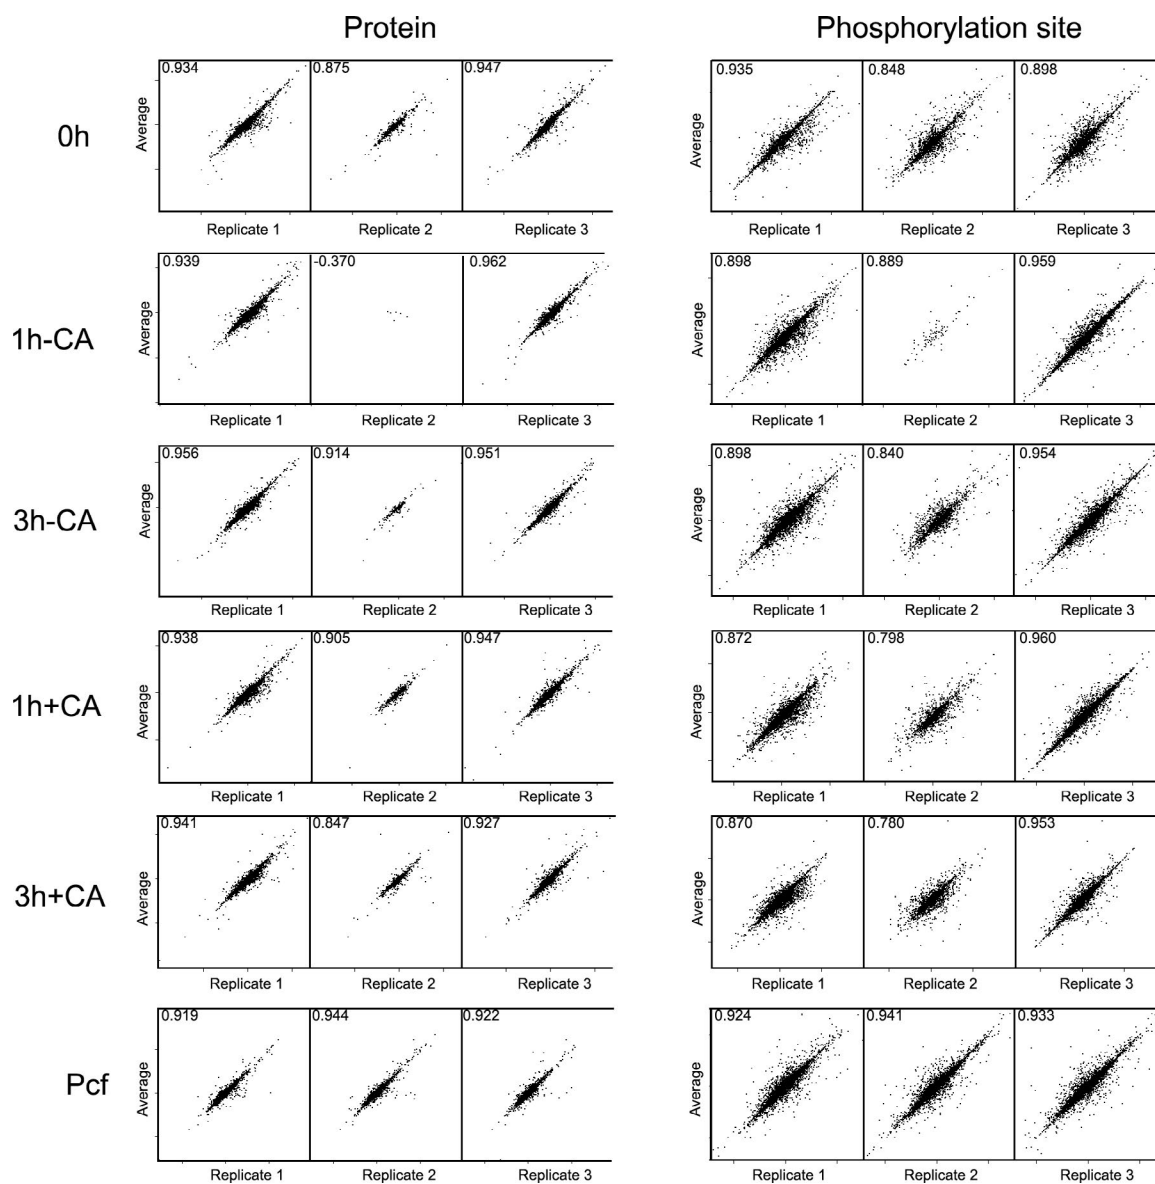 Protein Phosphorylation site
0h
Average
0.934 0.875 0.947
Replicate 1 Replicate 2 Replicate 3
Average
0.935 0.848 0.898
Replicate 1 Replicate 2 Replicate 3
1h-CA
Average
0.939 -0.370 0.962
Replicate 1 Replicate 2 Replicate 3
Average
0.898 0.889 0.959
Replicate 1 Replicate 2 Replicate 3
3h-CA
Average
0.956 0.914 0.951
Replicate 1 Replicate 2 Replicate 3
Average
0.898 0.840 0.954
Replicate 1 Replicate 2 Replicate 3
1h+CA
Average
0.938 0.905 0.947
Replicate 1 Replicate 2 Replicate 3
Average
0.872 0.798 0.960
Replicate 1 Replicate 2 Replicate 3
3h+CA
Average
0.941 0.847 0.927
Replicate 1 Replicate 2 Replicate 3
Average
0.870 0.780 0.953
Replicate 1 Replicate 2 Replicate 3
Pcf
Average
0.919 0.944 0.922
Replicate 1 Replicate 2 Replicate 3
Average
0.924 0.941 0.933
Replicate 1 Replicate 2 Replicate 3